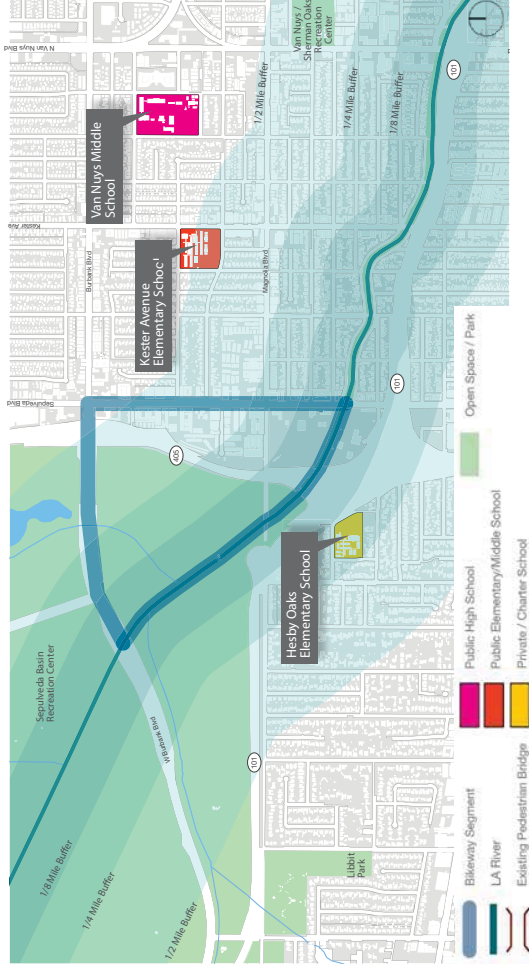 N Van Nuys Blvd
Van Nuys /
Sherman Oaks
Recreation
Center
101
1/2 Mile Buffer
1/4 Mile Buffer
1/8 Mile Buffer
Van Nuys Middle
School
Kester Ave
Kester Avenue
Elementary Schoc'
Burbank Blvd
Magnolia Blvd
Sepulveda Blvd
405
101
Hesby Oaks
Elementary School
Sepulveda Basin
Recreation Center
W Burbank Blvd
101
Libbit
Park
1/8 Mile Buffer
1/4 Mile Buffer
1/2 Mile Buffer
Bikeway Segment
LA River
Existing Pedestrian Bridge
Public High School
Public Elementary/Middle School
Private / Charter School
Open Space / Park